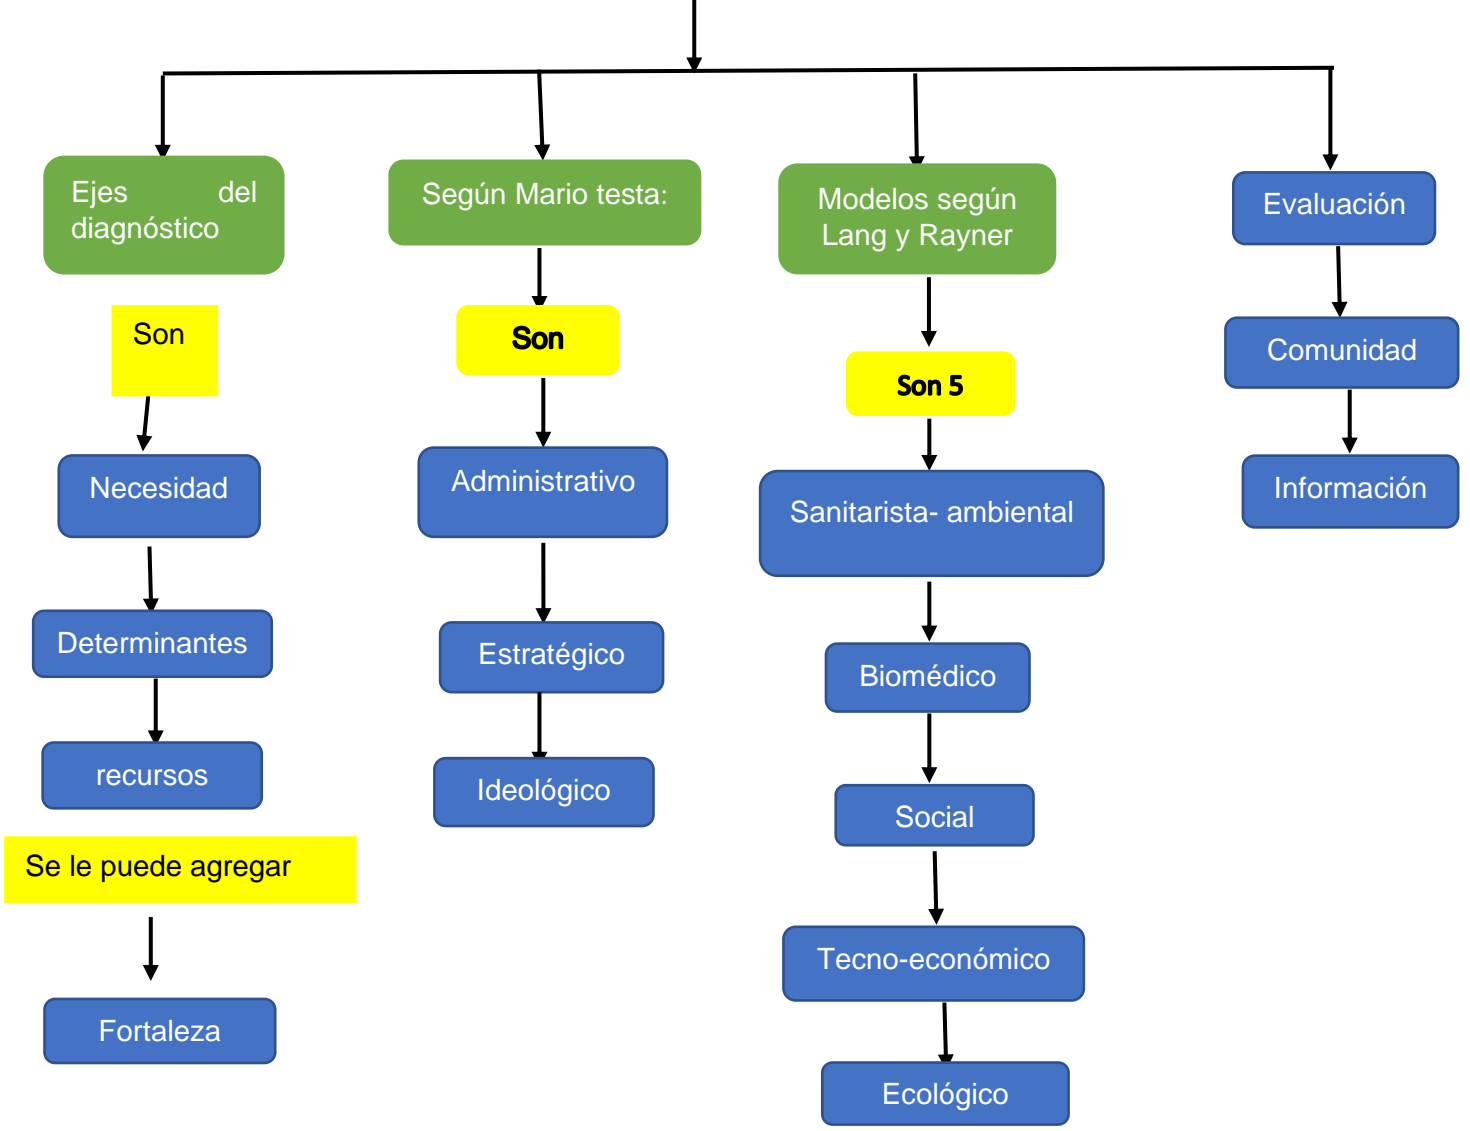 Ejes del
diagnóstico
Son
Necesidad
Determinantes
recursos
Se le puede agregar
Fortaleza
Según Mario testa:
Son
Administrativo
Estratégico
Ideológico
Modelos según
Lang y Rayner
Son 5
Sanitarista- ambiental
Biomédico
Social
Tecno-económico
Ecológico
Evaluación
Comunidad
Información